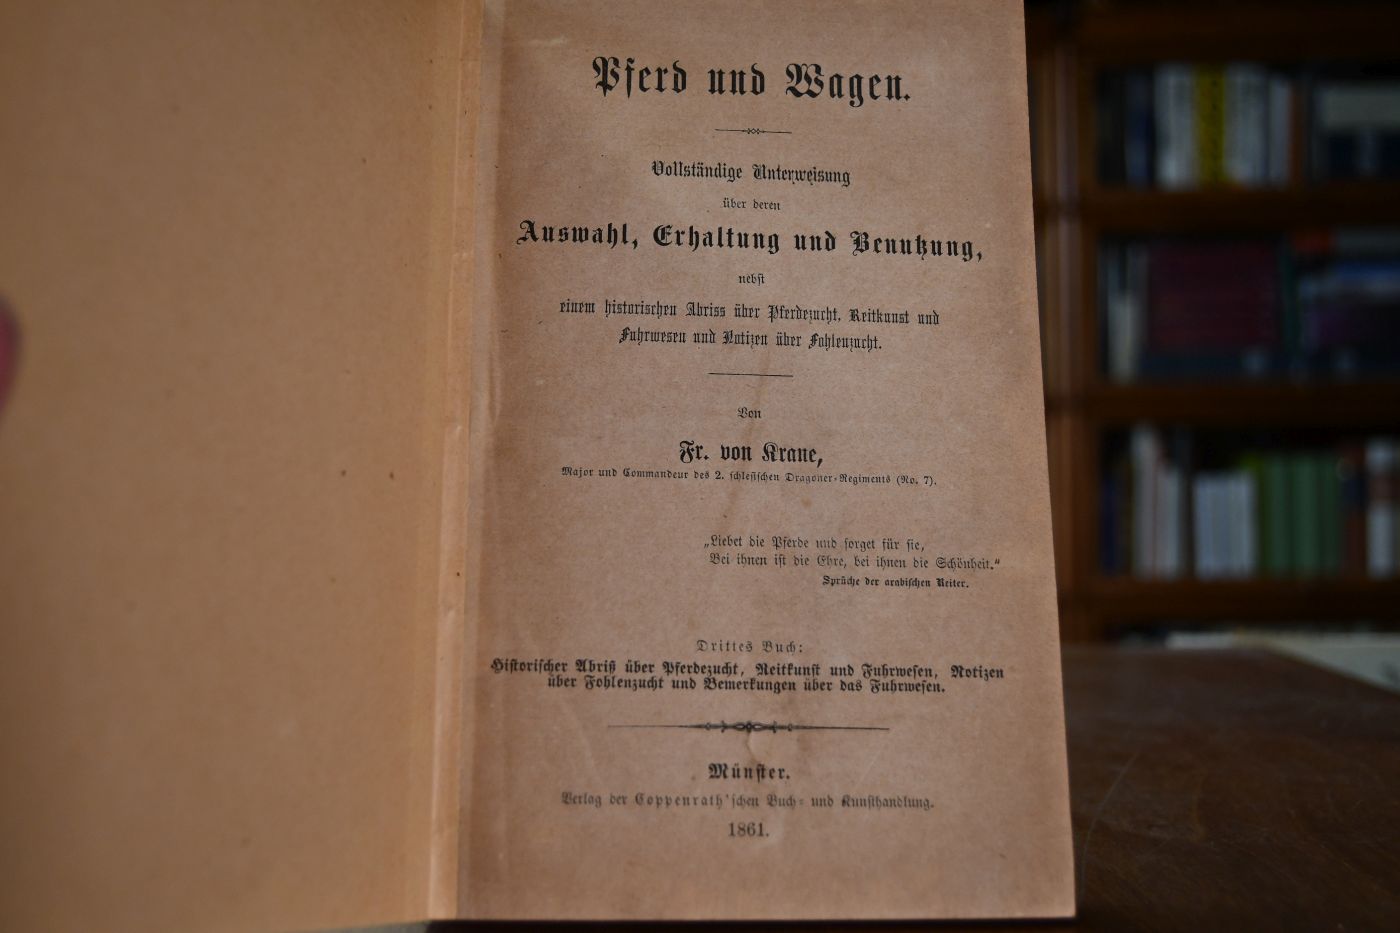 Pferd und Wagen.
Vollständige Unterweisung
über deren
Auswahl, Erhaltung und Benutzung,
nebst
einem historischen Abriss über Pferdezucht, Reitkunst und
Fuhrwesen und Notizen über Fohlenzucht.
Von
Fr. von Krane,
Major und Commandeur des 2. schlesischen Dragoner-Regiments (No. 7).
„Liebet die Pferde und sorget für sie,
Bei ihnen ist die Ehre, bei ihnen die Schönheit.“
Sprüche der arabischen Reiter.
Drittes Buch:
Historischer Abriß über Pferdezucht, Reitkunst und Fuhrwesen, Notizen
über Fohlenzucht und Bemerkungen über das Fuhrwesen.
Münster.
Verlag der Coppenrath'schen Buch- und Kunsthandlung.
1861.